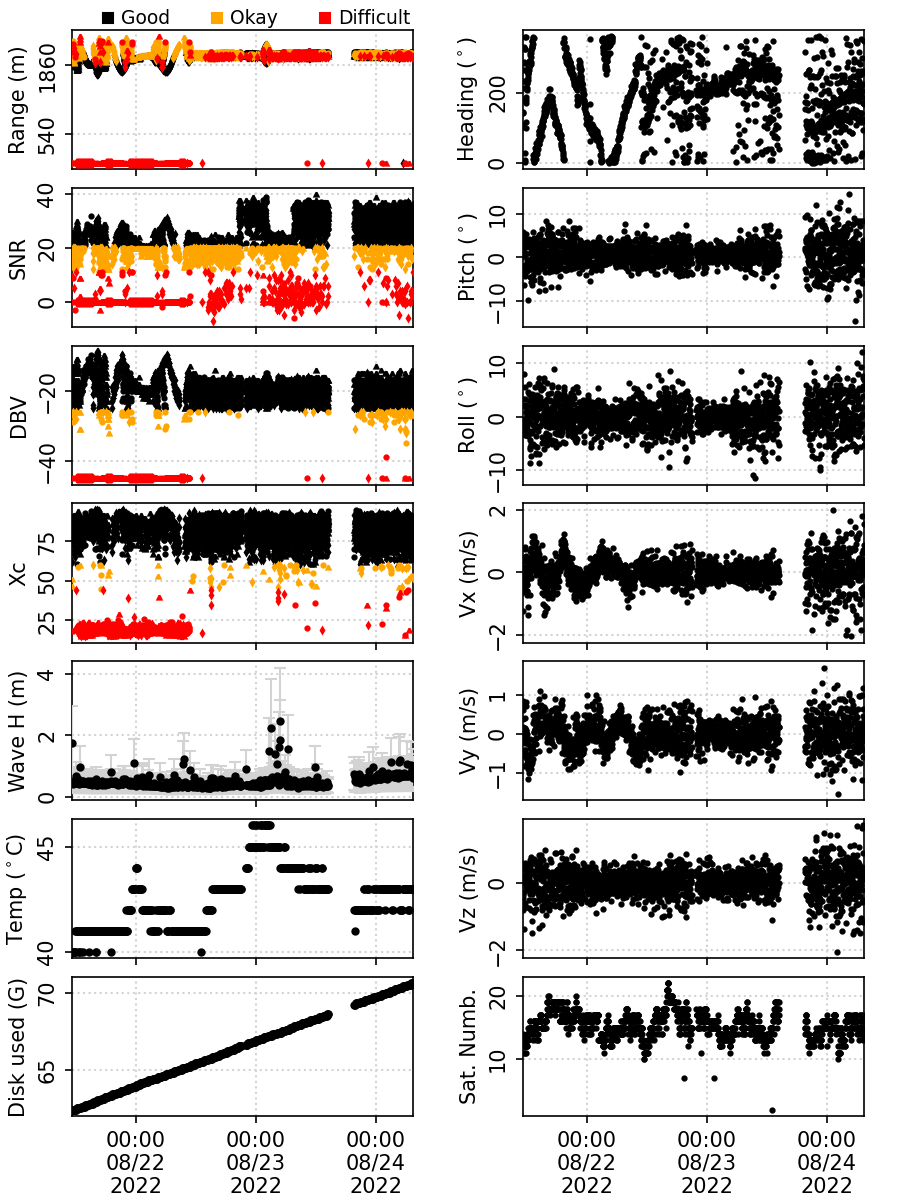 Good Okay Difficult
Range (m)
1860
540
Heading (°)
200
0
SNR
40
20
0
Pitch (°)
10
0
−10
DBV
−20
−40
Roll (°)
10
0
−10
Xc
75
50
25
Vx (m/s)
2
0
−2
Wave H (m)
4
2
0
Vy (m/s)
1
0
−1
Temp (°C)
45
40
Vz (m/s)
0
−2
Disk used (G)
70
65
Sat. Numb.
20
10
00:00 00:00 00:00
08/22 08/23 08/24
2022 2022 2022
00:00 00:00 00:00
08/22 08/23 08/24
2022 2022 2022